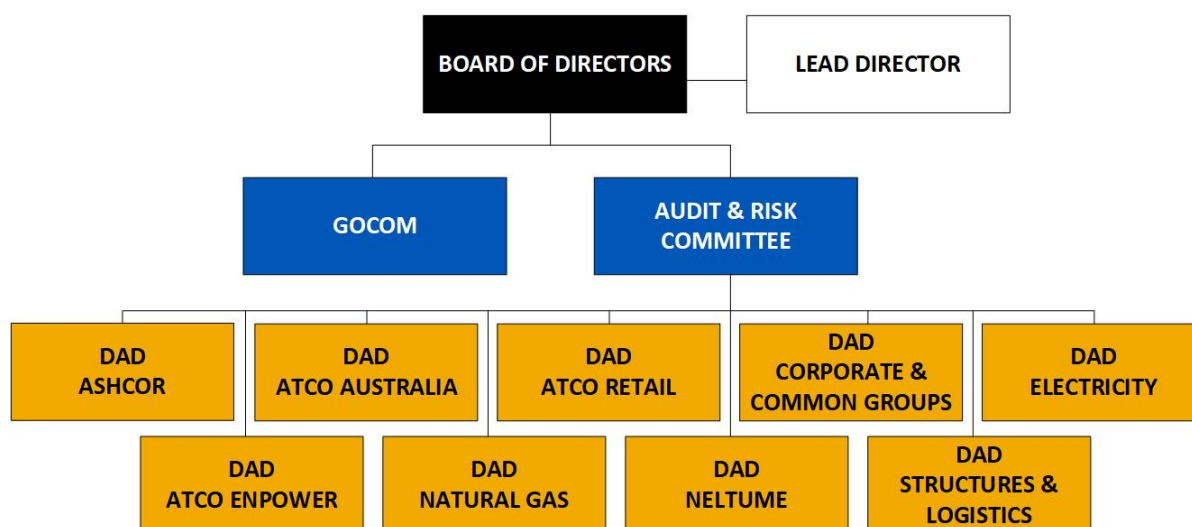 BOARD OF DIRECTORS
LEAD DIRECTOR
GOCOM
AUDIT & RISK
COMMITTEE
DAD
ASHCOR
DAD
ATCO AUSTRALIA
DAD
ATCO RETAIL
DAD
CORPORATE &
COMMON GROUPS
DAD
ELECTRICITY
DAD
ATCO ENPOWER
DAD
NATURAL GAS
DAD
NELTUME
DAD
STRUCTURES &
LOGISTICS